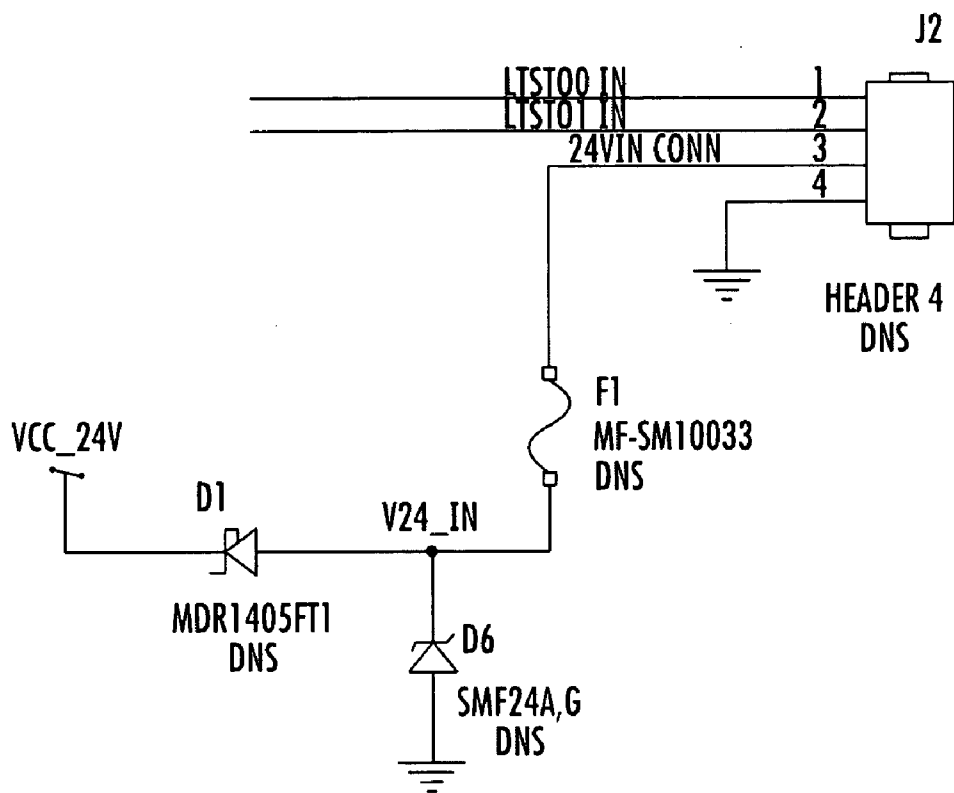 J2
LTST00 IN 1
LTST01 IN 2
24VIN CONN 3
4
HEADER 4
DNS
F1
MF-SM10033
DNS
VCC_24V
D1
V24_IN
MDR1405FT1
DNS
D6
SMF24A,G
DNS